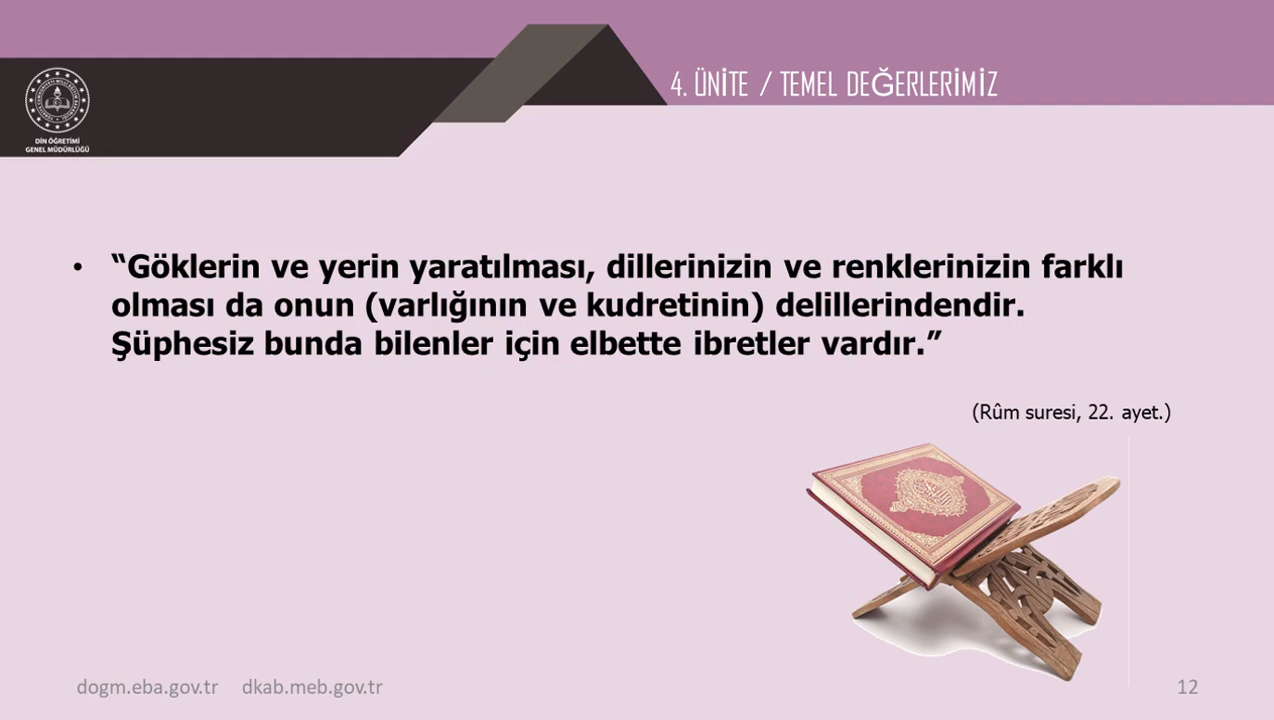 4. ÜNİTE / TEMEL DEĞERLERİMİZ
DİN ÖĞRETİMİ
GENEL MÜDÜRLÜĞÜ
• “Göklerin ve yerin yaratılması, dillerinizin ve renklerinizin farklı
olması da onun (varlığının ve kudretinin) delillerindendir.
Şüphesiz bunda bilenler için elbette ibretler vardır.”
(Rûm suresi, 22. ayet.)
dogm.eba.gov.tr dkab.meb.gov.tr
12